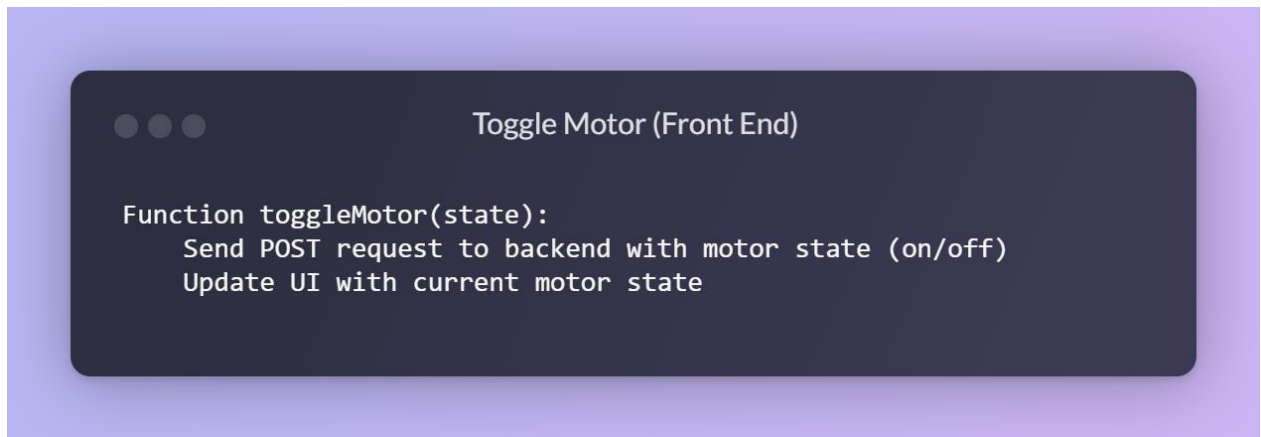 Toggle Motor (Front End)
Function toggleMotor(state):
    Send POST request to backend with motor state (on/off)
    Update UI with current motor state